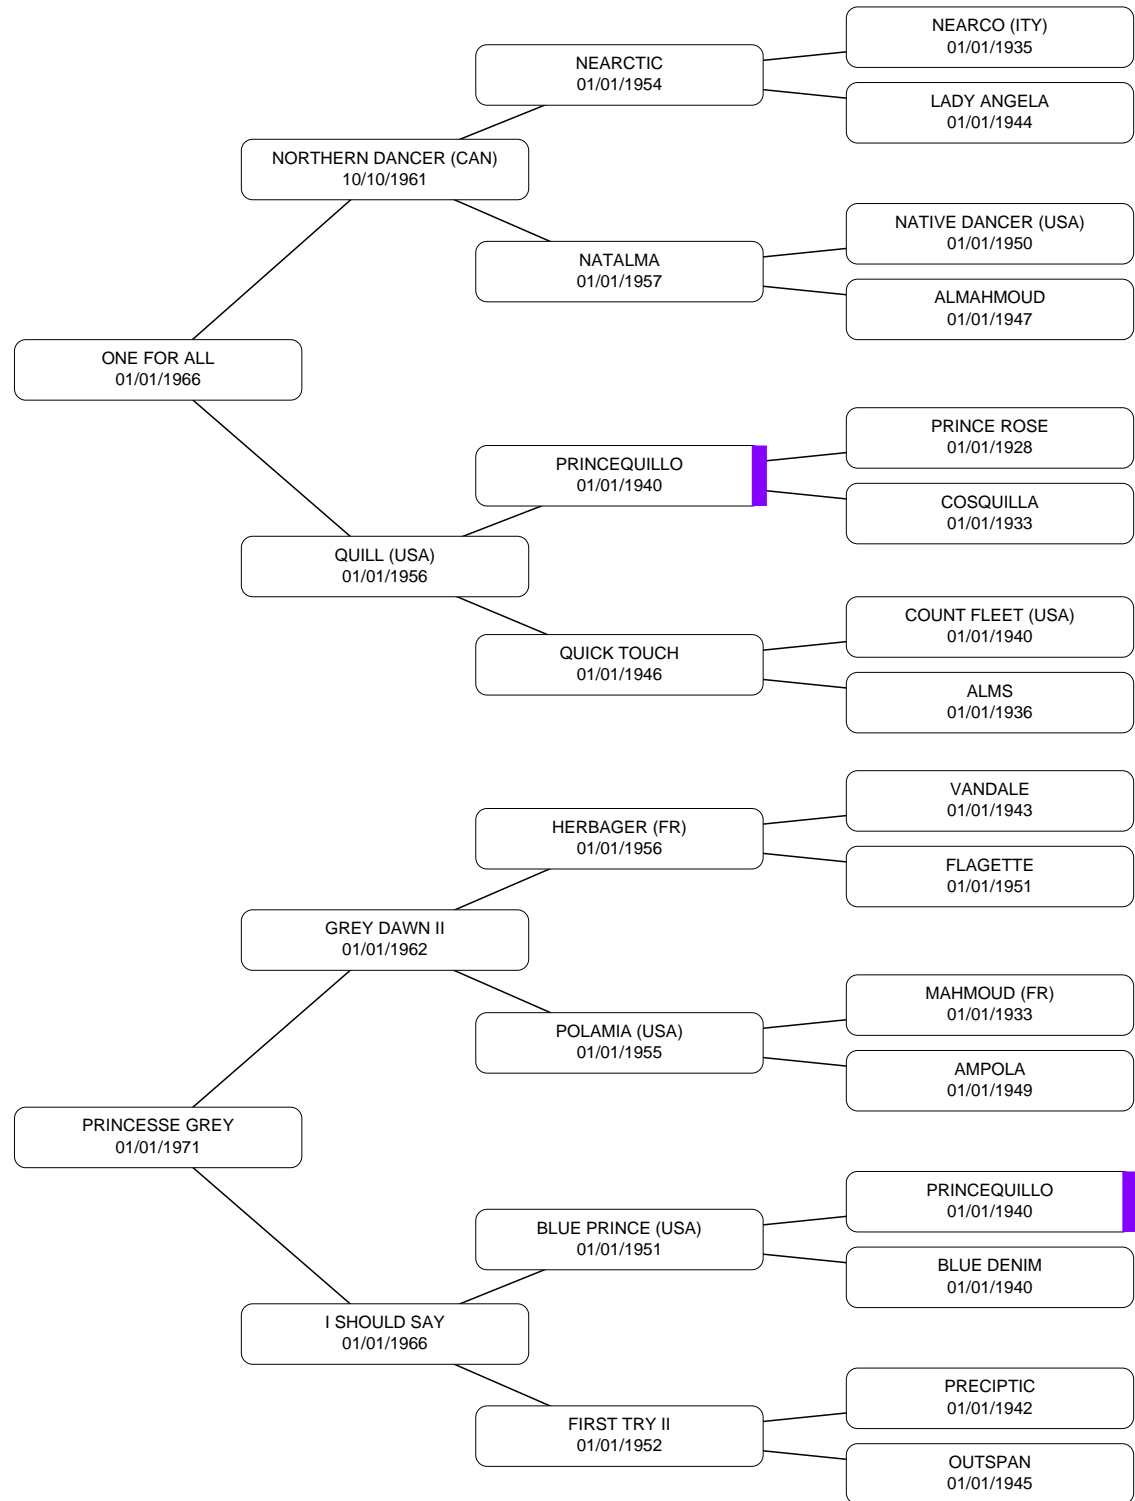 NEARCO (ITY)
01/01/1935
NEARCTIC
01/01/1954
LADY ANGELA
01/01/1944
NORTHERN DANCER (CAN)
10/10/1961
NATIVE DANCER (USA)
01/01/1950
NATALMA
01/01/1957
ALMAHMOUD
01/01/1947
ONE FOR ALL
01/01/1966
PRINCE ROSE
01/01/1928
PRINCEQUILLO
01/01/1940
COSQUILLA
01/01/1933
QUILL (USA)
01/01/1956
COUNT FLEET (USA)
01/01/1940
QUICK TOUCH
01/01/1946
ALMS
01/01/1936
VANDALE
01/01/1943
HERBAGER (FR)
01/01/1956
FLAGETTE
01/01/1951
GREY DAWN II
01/01/1962
MAHMOUD (FR)
01/01/1933
POLAMIA (USA)
01/01/1955
AMPOLA
01/01/1949
PRINCESSE GREY
01/01/1971
PRINCEQUILLO
01/01/1940
BLUE PRINCE (USA)
01/01/1951
BLUE DENIM
01/01/1940
I SHOULD SAY
01/01/1966
PRECIPTIC
01/01/1942
FIRST TRY II
01/01/1952
OUTSPAN
01/01/1945